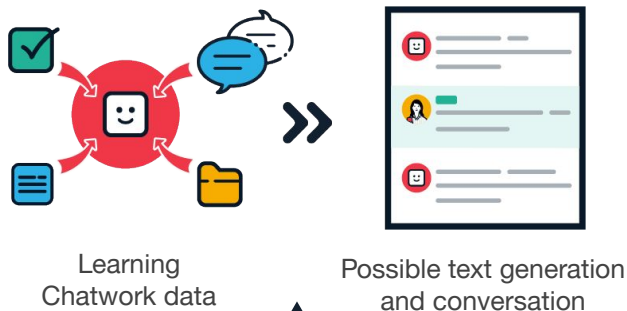 Learning
Chatwork data
Possible text generation
and conversation